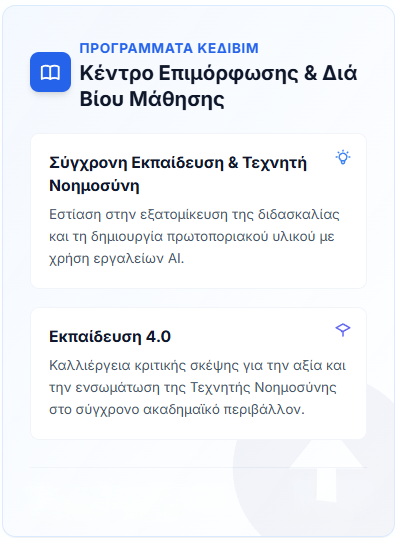 ΠΡΟΓΡΑΜΜΑΤΑ ΚΕΔΙΒΙΜ
Κέντρο Επιμόρφωσης & Διά
Βίου Μάθησης
Σύγχρονη Εκπαίδευση & Τεχνητή
Νοημοσύνη
Εστίαση στην εξατομίκευση της διδασκαλίας
και τη δημιουργία πρωτοποριακού υλικού με
χρήση εργαλείων AI.
Εκπαίδευση 4.0
Καλλιέργεια κριτικής σκέψης για την αξία και
την ενσωμάτωση της Τεχνητής Νοημοσύνης
στο σύγχρονο ακαδημαϊκό περιβάλλον.